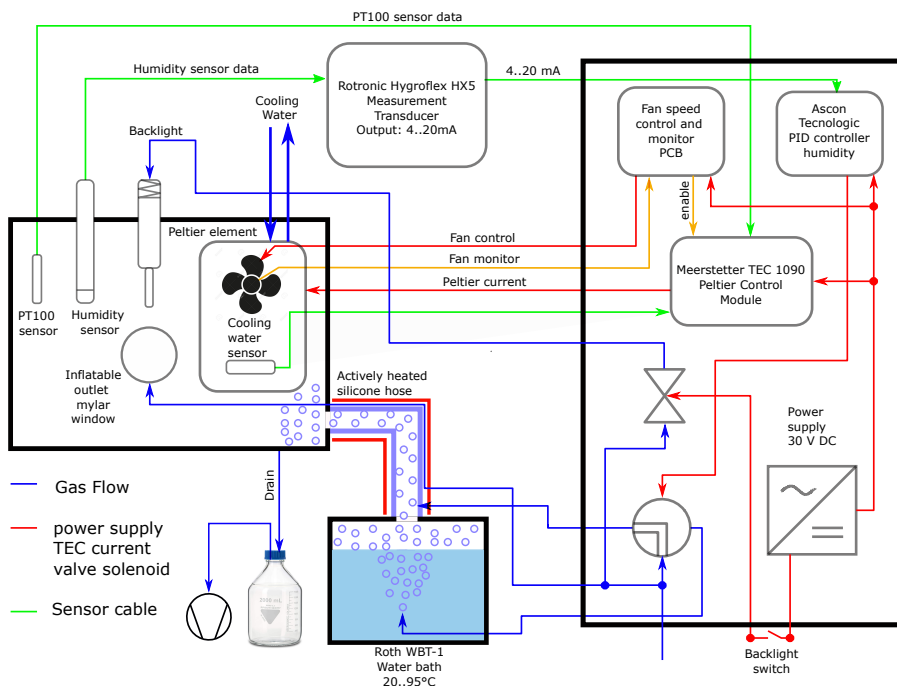 PT100 sensor data
Humidity sensor data
Rotronic Hygroflex HX5
Measurement
Transducer
Output: 4..20mA
4..20 mA
Cooling
Water
Backlight
Fan speed
control and
monitor
PCB
Ascon
Tecnologic
PID controller
humidity
enable
Peltier element
Fan control
Fan monitor
Peltier current
Meerstetter TEC 1090
Peltier Control
Module
PT100
sensor
Humidity
sensor
Cooling
water
sensor
Inflatable
outlet
mylar
window
Actively heated
silicone hose
Power
supply
30 V DC
Drain
Gas Flow
power supply
TEC current
valve solenoid
Sensor cable
Roth WBT-1
Water bath
20..95°C
Backlight
switch